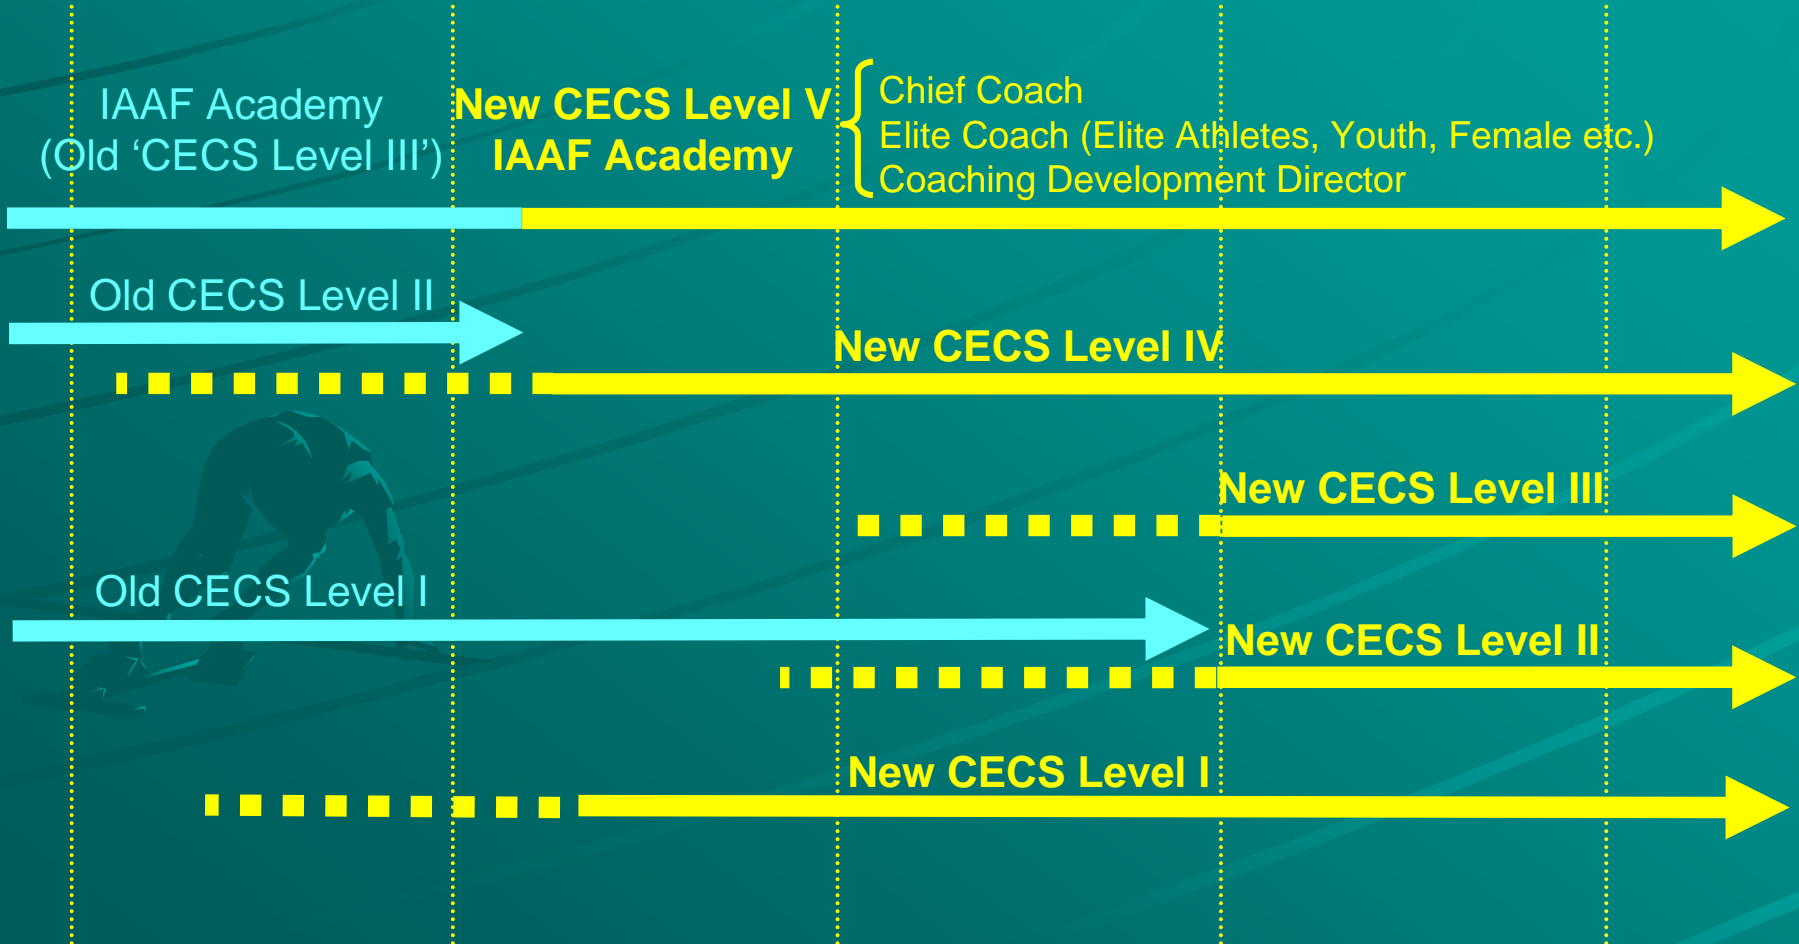 IAAF Academy
(Old ‘CECS Level III’)
New CECS Level V
IAAF Academy
Chief Coach
Elite Coach (Elite Athletes, Youth, Female etc.)
Coaching Development Director
Old CECS Level II
New CECS Level IV
New CECS Level III
Old CECS Level I
New CECS Level II
New CECS Level I